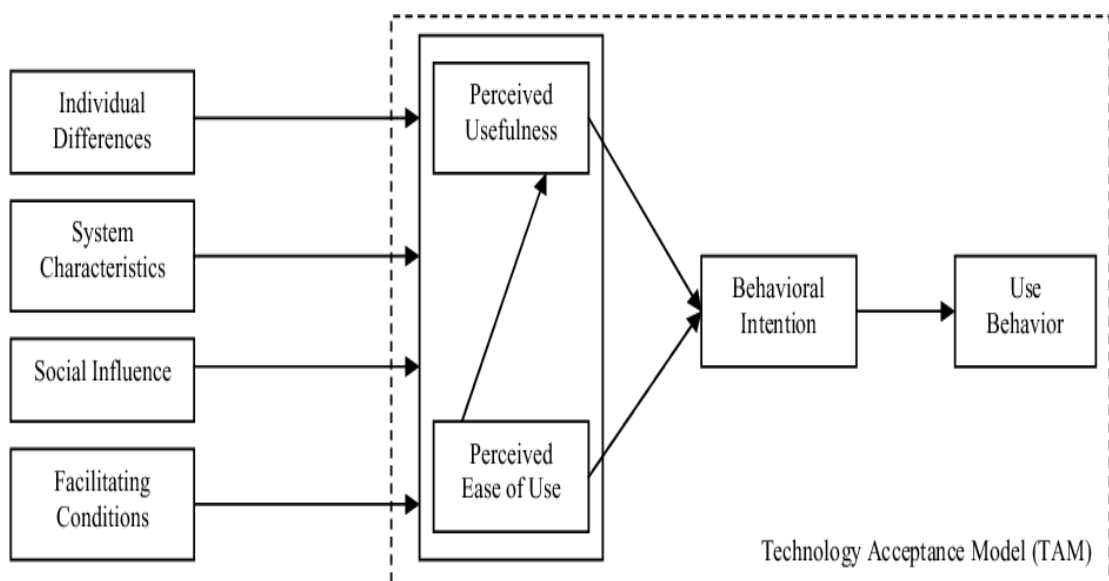 Individual
Differences
System
Characteristics
Social Influence
Facilitating
Conditions
Perceived
Usefulness
Perceived
Ease of Use
Behavioral
Intention
Use
Behavior
Technology Acceptance Model (TAM)